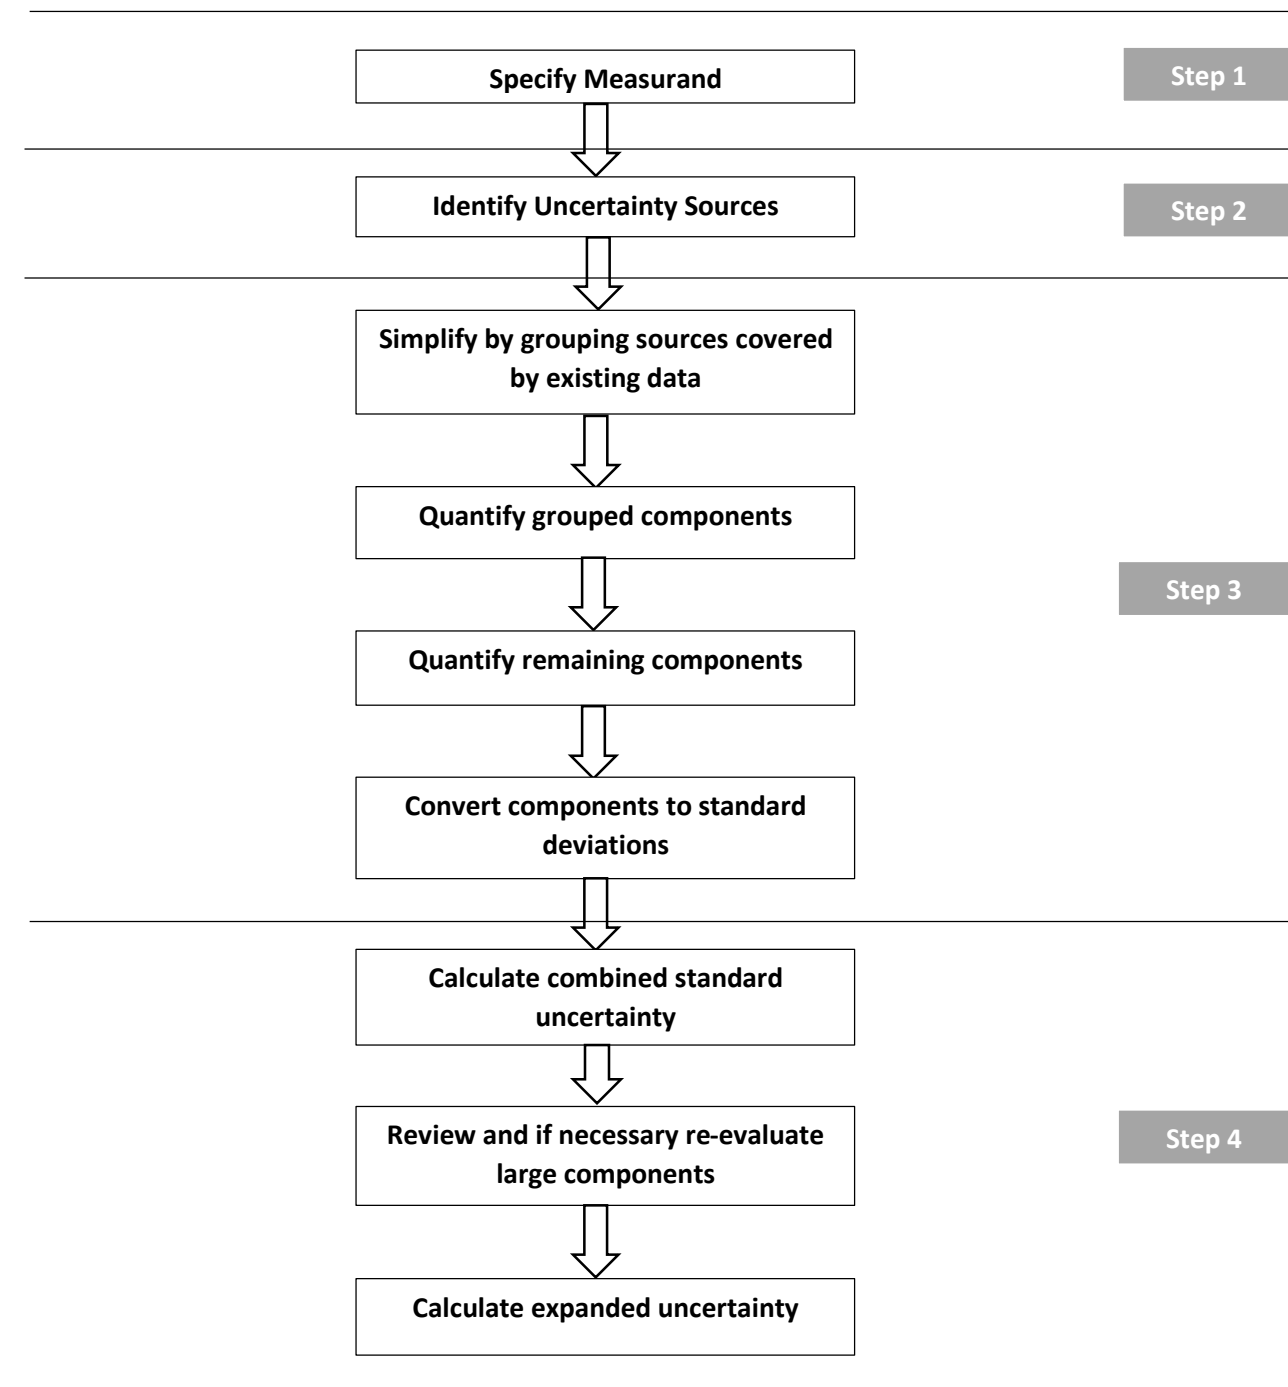 Specify Measurand
Step 1
Identify Uncertainty Sources
Step 2
Simplify by grouping sources covered
by existing data
Quantify grouped components
Step 3
Quantify remaining components
Convert components to standard
deviations
Calculate combined standard
uncertainty
Review and if necessary re-evaluate
large components
Step 4
Calculate expanded uncertainty